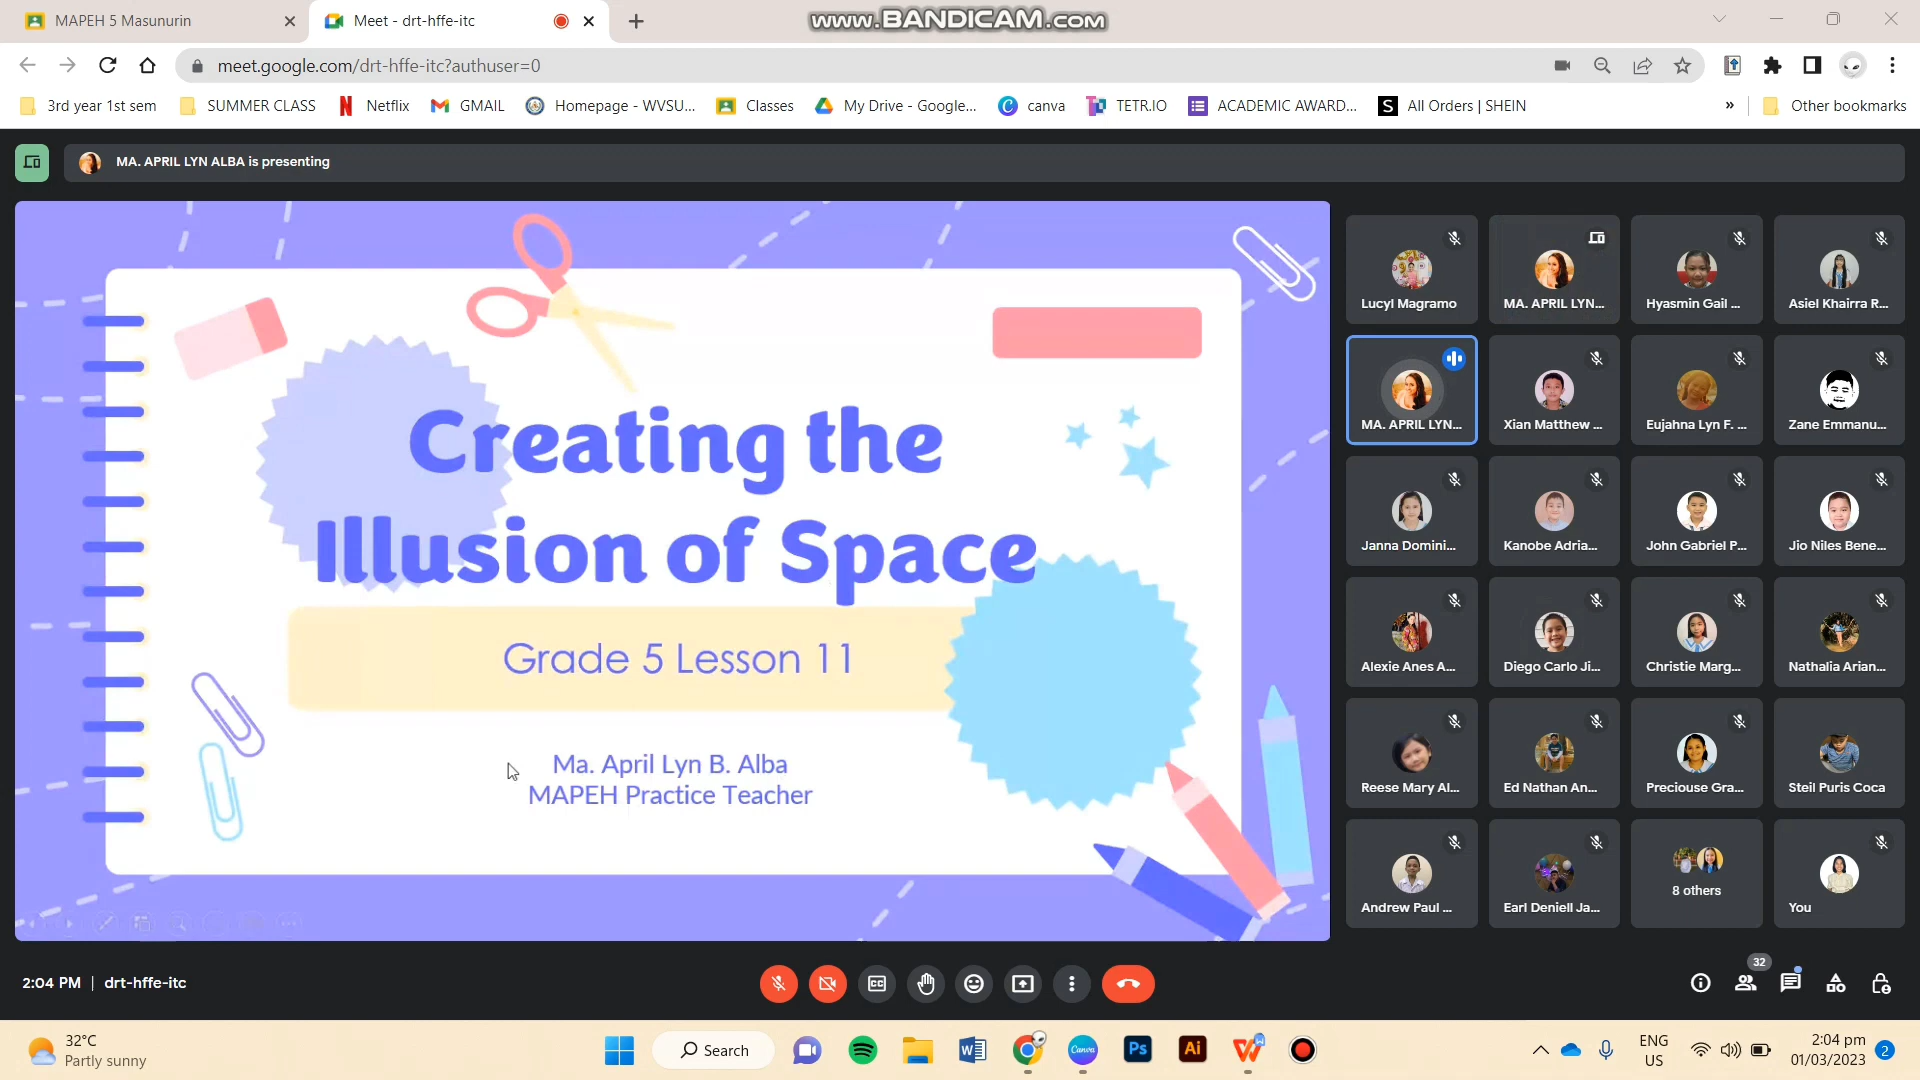 MAPEH 5 Masunurin
Meet - drt-hffe-itc
www.BANDICAM.com
meet.google.com/drt-hffe-itc?authuser=0
3rd year 1st sem
SUMMER CLASS
Netflix
GMAIL
Homepage - WVSU...
Classes
My Drive - Google...
canva
TETR.IO
ACADEMIC AWARD...
All Orders | SHEIN
»
Other bookmarks
MA. APRIL LYN ALBA is presenting
Creating the
Illusion of Space
Grade 5 Lesson 11
Ma. April Lyn B. Alba
MAPEH Practice Teacher
Lucyl Magramo
MA. APRIL LYN...
Hyasmin Gail ...
Asiel Khairra R...
MA. APRIL LYN...
Xian Matthew ...
Eujahna Lyn F. ...
Zane Emmanu...
Janna Domini...
Kanobe Adria...
John Gabriel P...
Jio Niles Bene...
Alexie Anes A...
Diego Carlo Ji...
Christie Marg...
Nathalia Arian...
Reese Mary Al...
Ed Nathan An...
Preciouse Gra...
Steil Puris Coca
Andrew Paul ...
Earl Deniell Ja...
8 others
You
2:04 PM | drt-hffe-itc
32
32°C
Partly sunny
Search
Canva
Ps
Ai
ENG
US
2:04 pm
01/03/2023
2